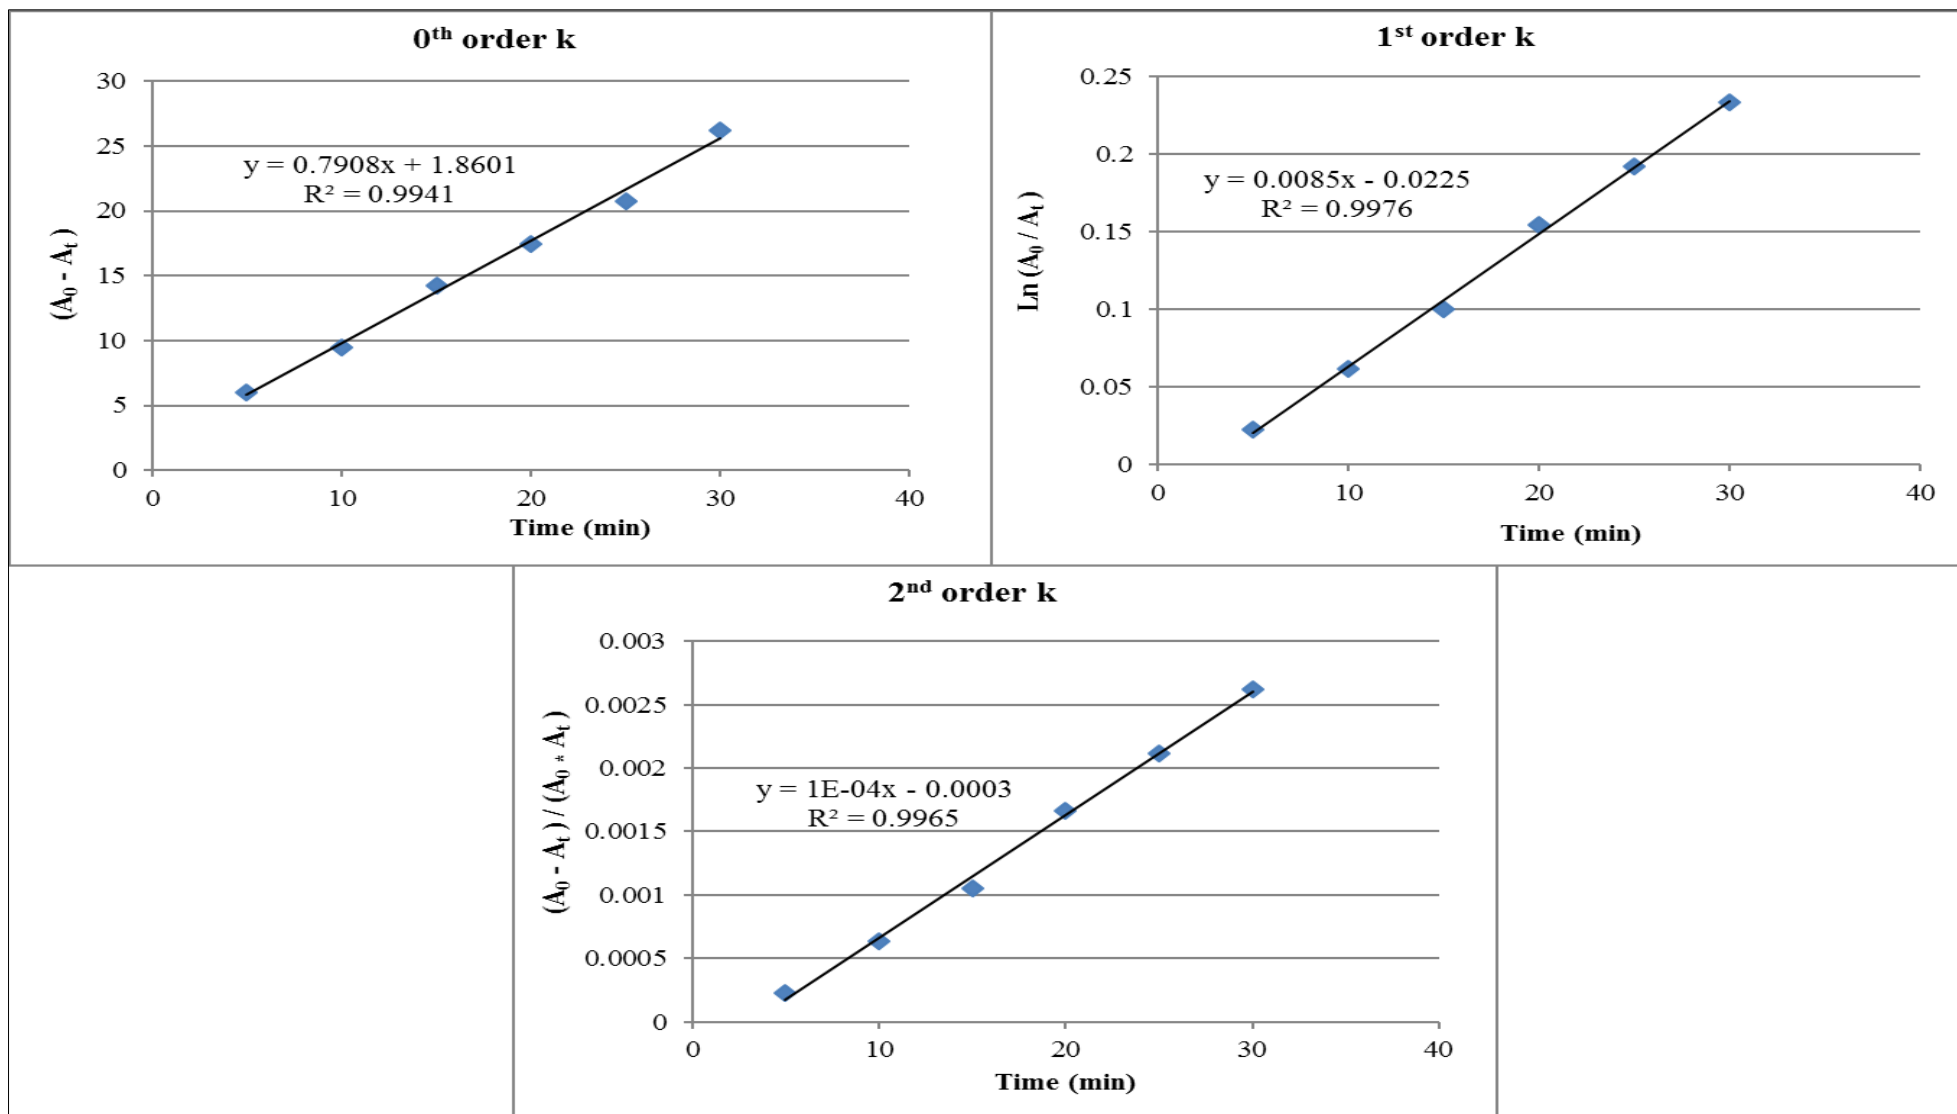 0th order k
30
25
20
15
10
5
0
y = 0.7908x + 1.8601
R² = 0.9941
(A0 - At)
0 10 20 30 40
Time (min)
1st order k
0.25
0.2
0.15
0.1
0.05
0
y = 0.0085x - 0.0225
R² = 0.9976
Ln (A0 / At)
0 10 20 30 40
Time (min)
2nd order k
0.003
0.0025
0.002
0.0015
0.001
0.0005
0
y = 1E-04x - 0.0003
R² = 0.9965
(A0 - At) / (A0 * At)
0 10 20 30 40
Time (min)